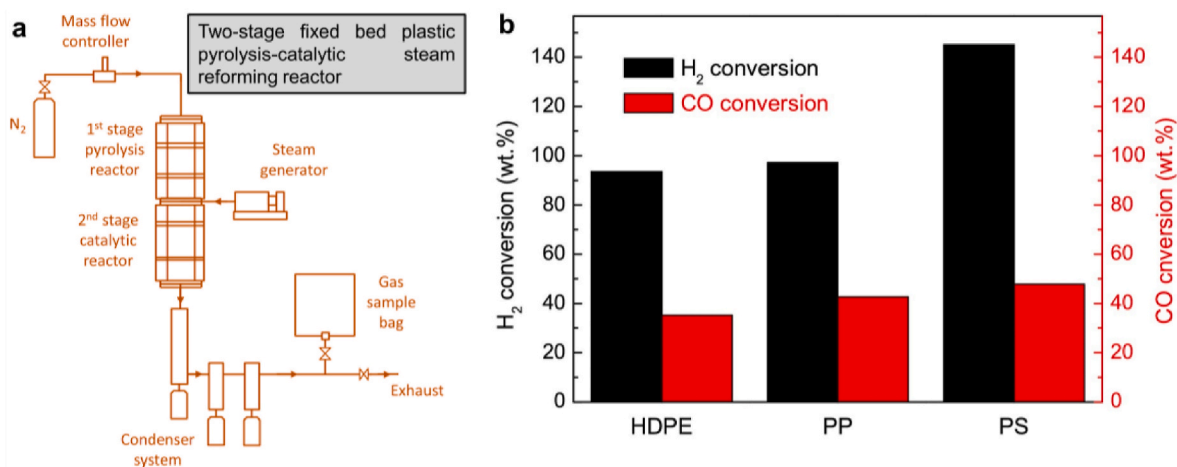 a
Mass flow
controller
Two-stage fixed bed plastic
pyrolysis-catalytic steam
reforming reactor
N2
1st stage
pyrolysis
reactor
Steam
generator
2nd stage
catalytic
reactor
Gas
sample
bag
Exhaust
Condenser
system
b
H2 conversion
CO conversion
H2 conversion (wt.%)
140
120
100
80
60
40
20
0
HDPE
PP
PS
140
120
100
80
60
40
20
0
CO cnversion (wt.%)